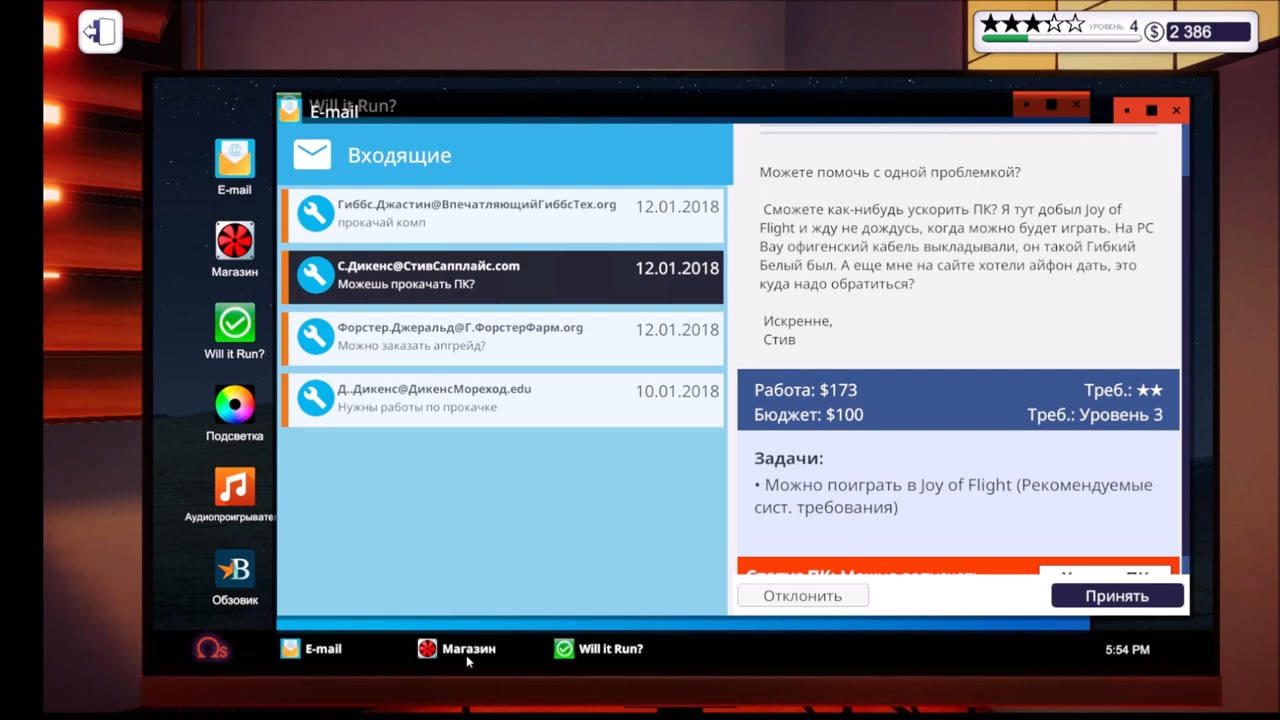 УРОВЕНЬ 4
$ 2 386
Will it Run?
E-mail
E-mail
Магазин
Will it Run?
Подсветка
Аудиопроигрывате
Обзовик
Входящие
Гиббс.Джастин@ВпечатляющийГиббсТех.org 12.01.2018
прокачай комп
С.Дикенс@СтивСапплайс.com 12.01.2018
Можешь прокачать ПК?
Форстер.Джеральд@Г.ФорстерФарм.org 12.01.2018
Можно заказать апгрейд?
Д..Дикенс@ДикенсМореход.edu 10.01.2018
Нужны работы по прокачке
Можете помочь с одной проблемкой?
Сможете как-нибудь ускорить ПК? Я тут добыл Joy of
Flight и жду не дождусь, когда можно будет играть. На PC
Bay офигенский кабель выкладывали, он такой Гибкий
Белый был. А еще мне на сайте хотели айфон дать, это
куда надо обратиться?
Искренне,
Стив
Работа: $173 Треб.: ★★
Бюджет: $100 Треб.: Уровень 3
Задачи:
• Можно поиграть в Joy of Flight (Рекомендуемые
сист. требования)
Отклонить Принять
Ωs E-mail Магазин Will it Run? 5:54 PM